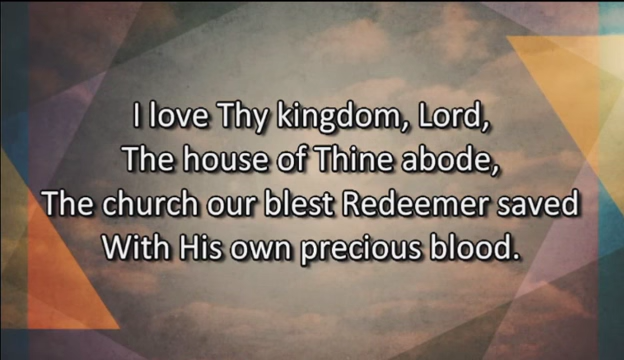 I love Thy kingdom, Lord,
The house of Thine abode,
The church our blest Redeemer saved
With His own precious blood.